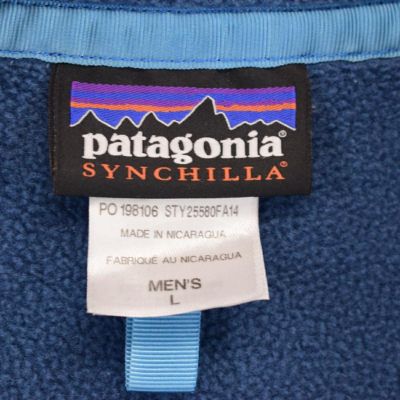 patagonia®
SYNCHILLA®
PO 198106 STY25580FA14
MADE IN NICARAGUA
FABRIQUÉ AU NICARAGUA
MEN'S
L